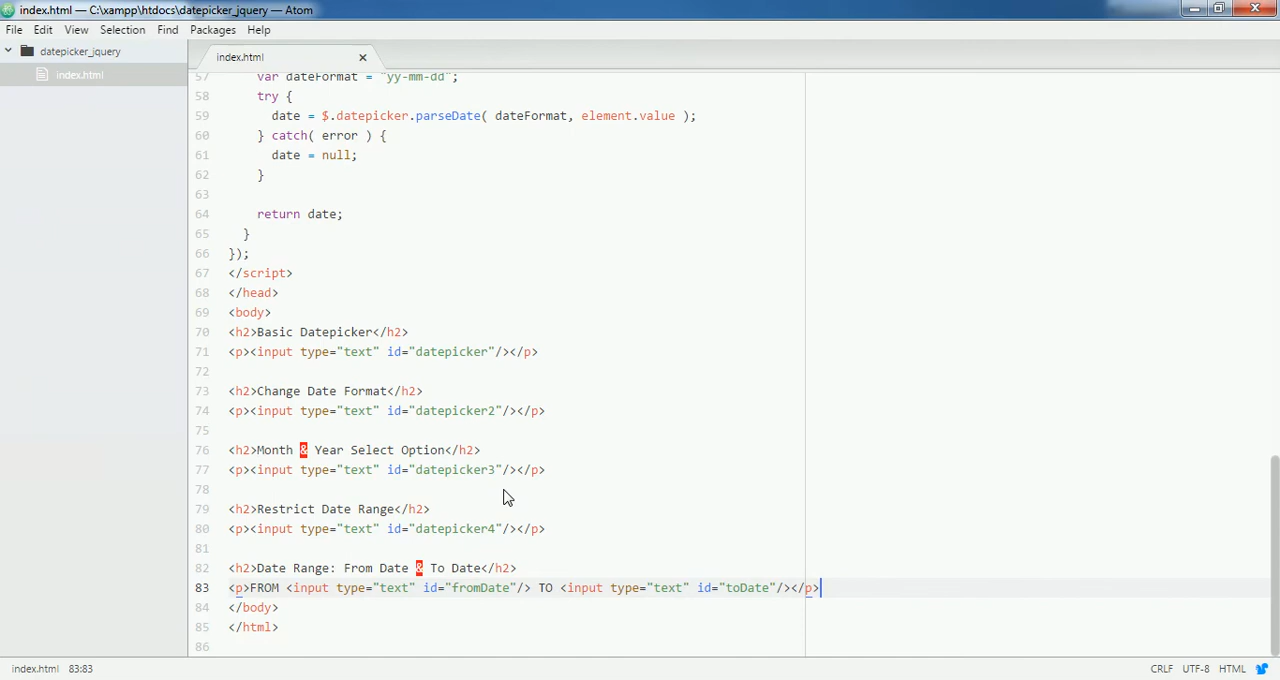 index.html — C:\xampp\htdocs\datepicker_jquery — Atom
File Edit View Selection Find Packages Help
datepicker_jquery
index.html
index.html
57 var dateFormat = "yy-mm-dd";
58 try {
59 date = $.datepicker.parseDate( dateFormat, element.value );
60 } catch( error ) {
61 date = null;
62 }
63
64 return date;
65 }
66 });
67 </script>
68 </head>
69 <body>
70 <h2>Basic Datepicker</h2>
71 <p><input type="text" id="datepicker"/></p>
72
73 <h2>Change Date Format</h2>
74 <p><input type="text" id="datepicker2"/></p>
75
76 <h2>Month & Year Select Option</h2>
77 <p><input type="text" id="datepicker3"/></p>
78
79 <h2>Restrict Date Range</h2>
80 <p><input type="text" id="datepicker4"/></p>
81
82 <h2>Date Range: From Date & To Date</h2>
83 <p>FROM <input type="text" id="fromDate"/> TO <input type="text" id="toDate"/></p>
84 </body>
85 </html>
86
index.html 83:83 CRLF UTF-8 HTML